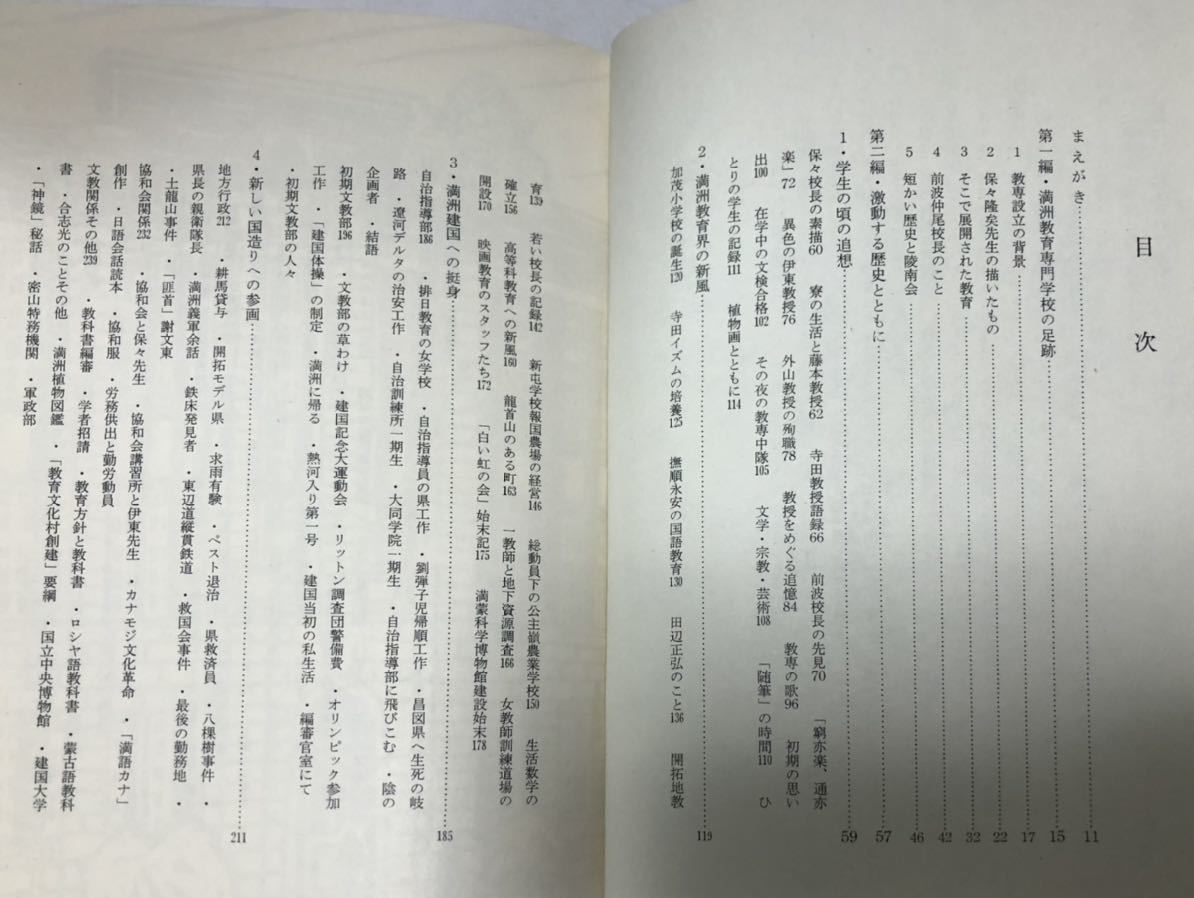 目次
まえがき……11
第一編・満洲教育専門学校の足跡……15
1 教専設立の背景……17
2 保々隆矣先生の描いたもの……22
3 そこで展開された教育……32
4 前波仲尾校長のこと……42
5 短かい歴史と陵南会……46
第二編・激動する歴史とともに……57
1・学生の頃の追想……59
保々校長の素描60 寮の生活と藤本教授62 寺田教授語録66 前波校長の先見70 「窮亦楽、通亦
楽」72 異色の伊東教授76 外山教授の殉職78 教授をめぐる追憶84 教専の歌96 初期の思い
出100 在学中の文検合格102 その夜の教専中隊105 文学・宗教・芸術108 「随筆」の時間110 ひ
とりの学生の記録111 植物画とともに114
2・満洲教育界の新風……119
加茂小学校の誕生120 寺田イズムの培養125 撫順永安の国語教育130 田辺正弘のこと136 開拓地教
育139 若い校長の記録142 新屯学校報国農場の経営146 総動員下の公主嶺農業学校150 生活数学の
確立156 高等科教育への新風160 龍首山のある町163 一教師と地下資源調査166 女教師訓練道場の
開設170 映画教育のスタッフたち172 「白い虹の会」始末記175 満蒙科学博物館建設始末178
3・満洲建国への挺身……185
自治指導部186 ・排日教育の女学校 ・自治指導員の県工作 ・劉弾子児帰順工作 ・昌図県へ生死の岐
路 ・遼河デルタの治安工作 ・自治訓練所一期生 ・大同学院一期生 ・自治指導部に飛びこむ ・陰の
企画者 ・結語
初期文教部196 ・文教部の草わけ ・建国記念大運動会 ・リットン調査団警備費 ・オリンピック参加
工作 ・「建国体操」の制定 ・満洲に帰る ・熱河入り第一号 ・建国当初の私生活 ・編審官室にて
・初期文教部の人々
4・新しい国造りへの参画……211
地方行政212 ・耕馬貸与 ・開拓モデル県 ・求雨有験 ・ペスト退治 ・県救済員 ・八棵樹事件 ・
県長の親衛隊長 ・満洲義軍余話 ・鉄床発見者 ・東辺道縦貫鉄道 ・救国会事件 ・最後の勤務地 ・
・土龍山事件 ・「匪首」謝文東
協和会関係232 ・協和会と保々先生 ・協和会講習所と伊東先生 ・カナモジ文化革命 ・「満語カナ」
創作 ・日語会話読本 ・協和服 ・労務供出と勤労動員
文教関係その他239 ・教科書編審 ・学者招請 ・教育方針と教科書 ・ロシヤ語教科書 ・蒙古語教科
書 ・合志光のことその他 ・満洲植物図鑑 ・「教育文化村創建」要綱 ・国立中央博物館 ・建国大学
・「神鏡」秘話 ・密山特務機関 ・軍政部